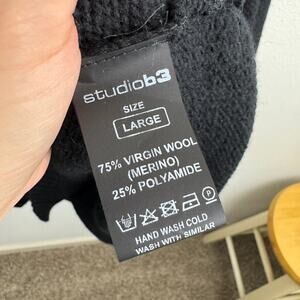 studiob3
SIZE
LARGE
75% VIRGIN WOOL
(MERINO)
25% POLYAMIDE
P
HAND WASH COLD
WASH WITH SIMILAR